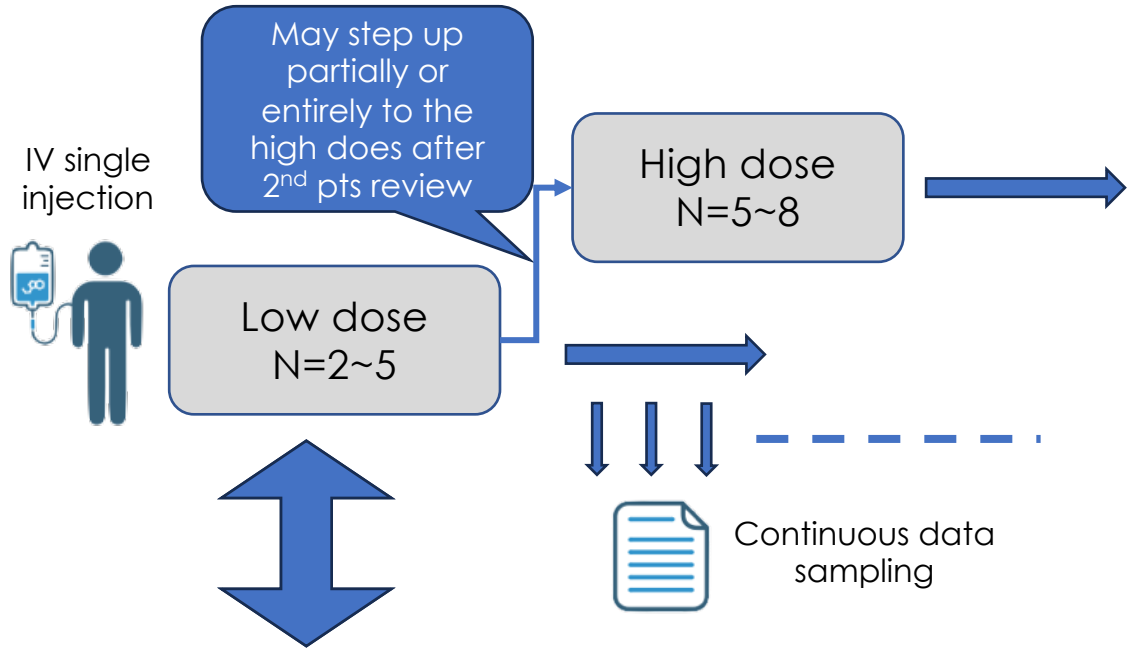 May step up
partially or
entirely to the
high does after
2nd pts review
IV single
injection
High dose
N=5~8
Low dose
N=2~5
Continuous data
sampling